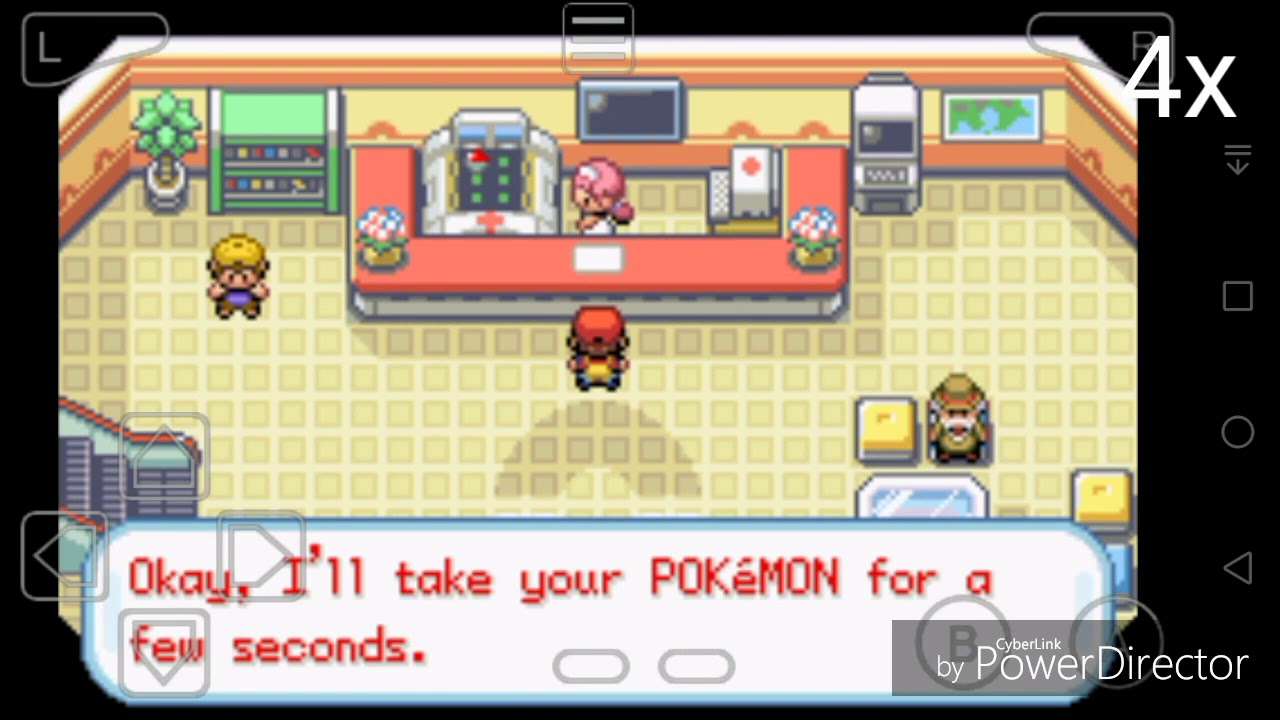 L
R
4x
Okay, I'll take your POKéMON for a
few seconds.
B
A
CyberLink
by PowerDirector